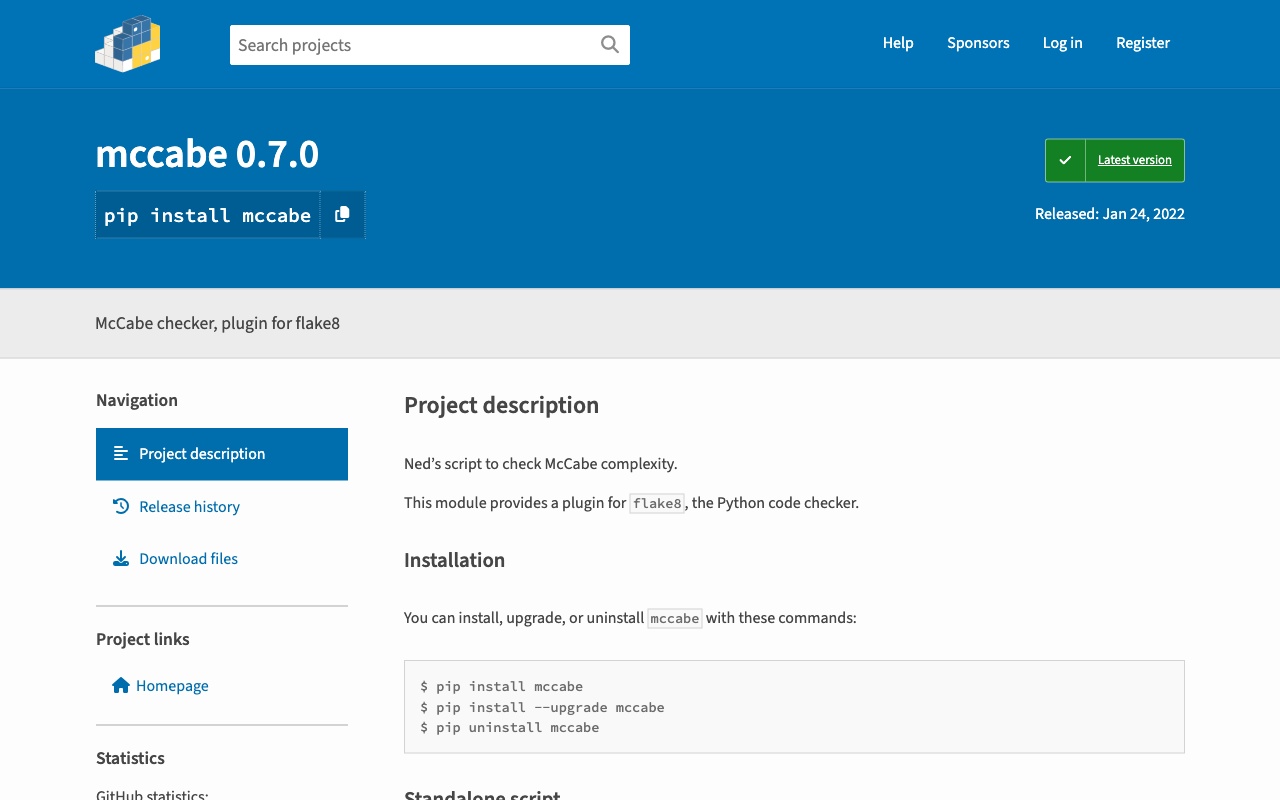 Search projects
Help
Sponsors
Log in
Register
mccabe 0.7.0
pip install mccabe
Latest version
Released: Jan 24, 2022
McCabe checker, plugin for flake8
Navigation
Project description
Release history
Download files
Project links
Homepage
Statistics
GitHub statistics:
Project description
Ned’s script to check McCabe complexity.
This module provides a plugin for flake8, the Python code checker.
Installation
You can install, upgrade, or uninstall mccabe with these commands:
$ pip install mccabe
$ pip install --upgrade mccabe
$ pip uninstall mccabe
Standalone script